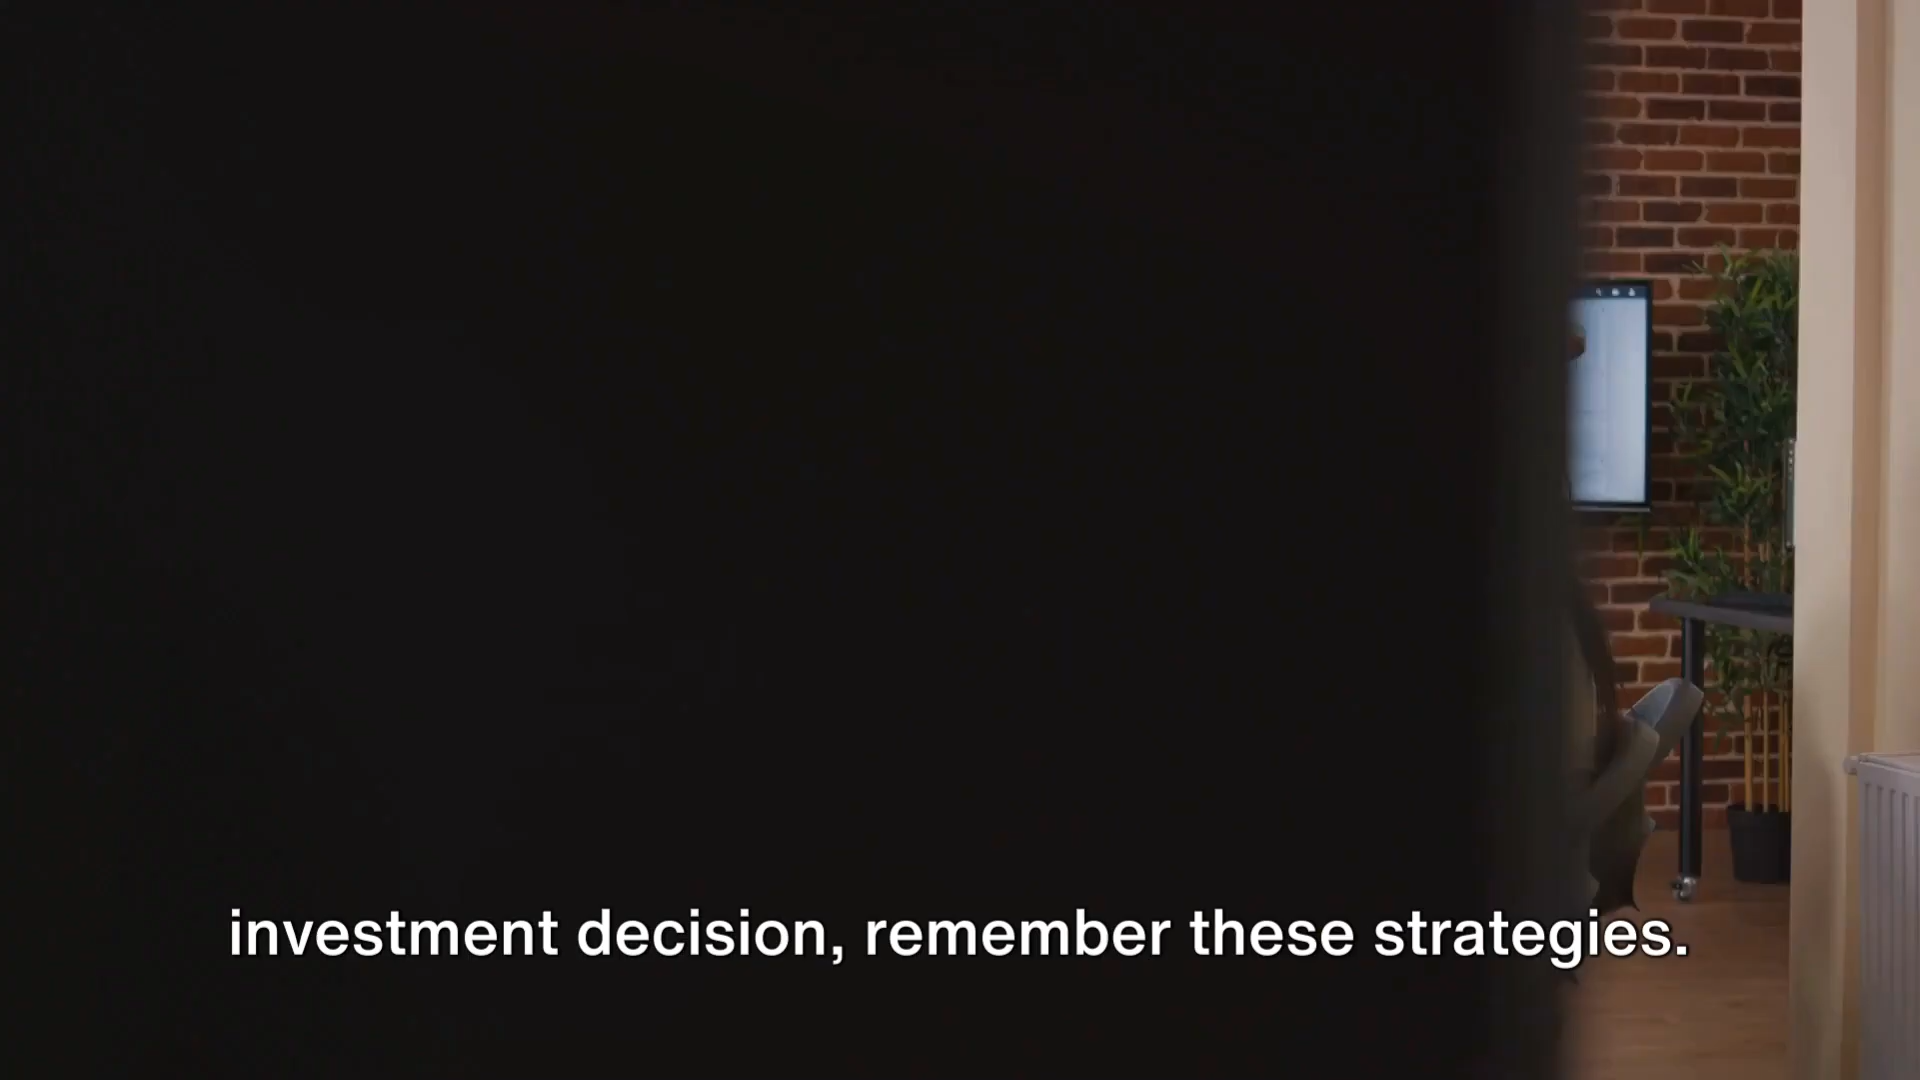 investment decision, remember these strategies.